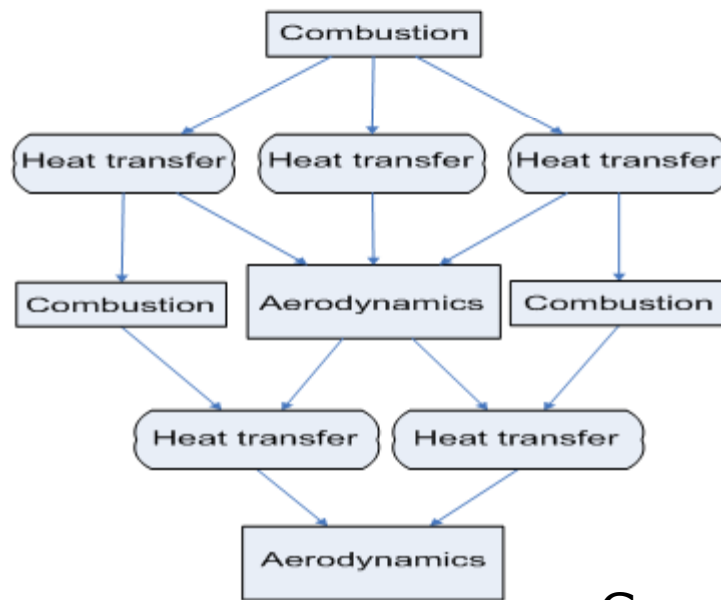 Combustion
Heat transfer Heat transfer Heat transfer
Combustion Aerodynamics Combustion
Heat transfer Heat transfer
Aerodynamics